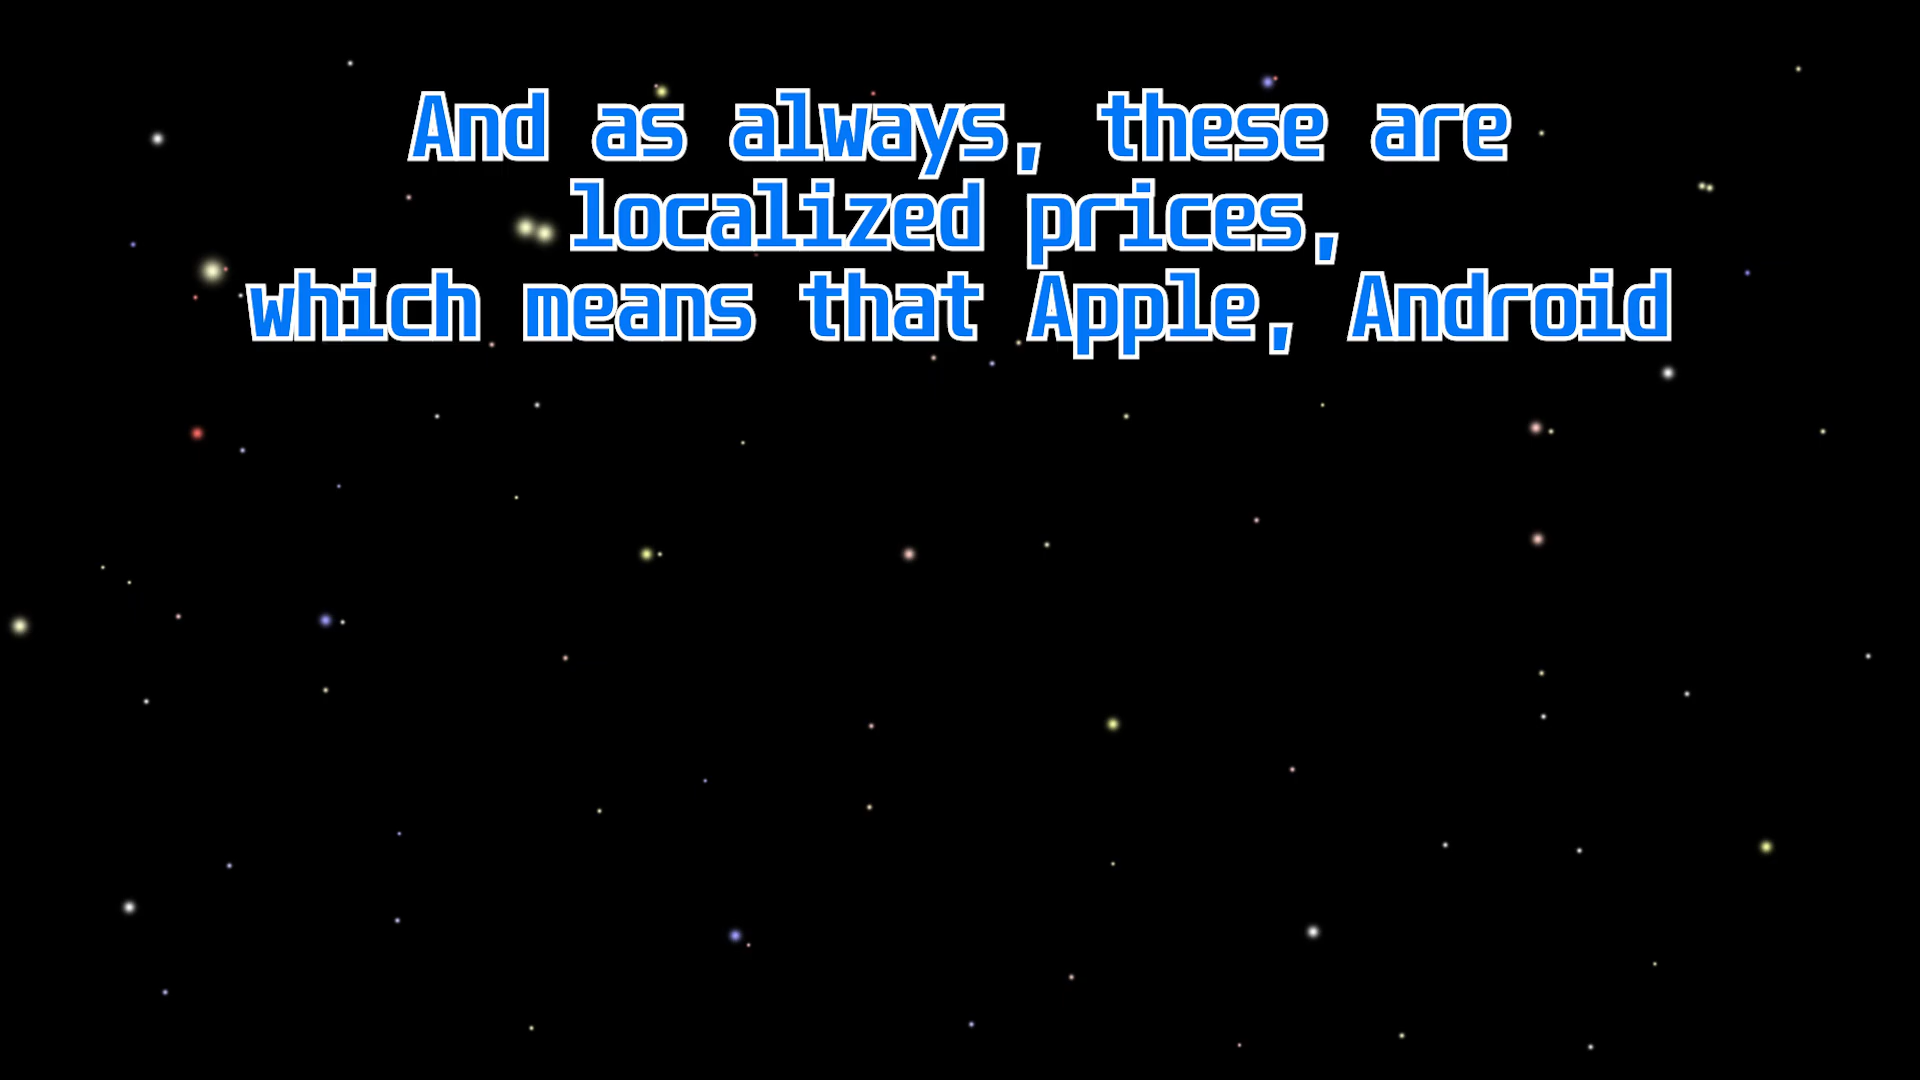 And as always, these are
localized prices,
which means that Apple, Android